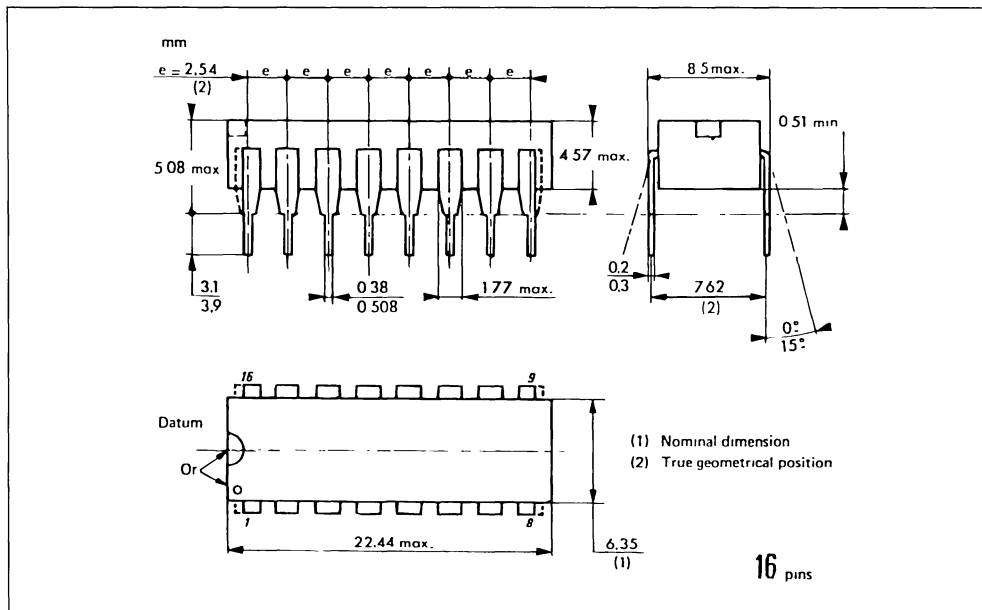 mm
e = 2,54
(2)
e e e e e e e
8 5 max.
0 51 min
5 08 max
4 57 max.
3.1
3,9
0 38
0 508
1 77 max.
0.2
0,3
7 62
(2)
0°
15°
16 9
Datum
Or
1 8
22.44 max.
6,35
(1)
(1) Nominal dimension
(2) True geometrical position
16 pins